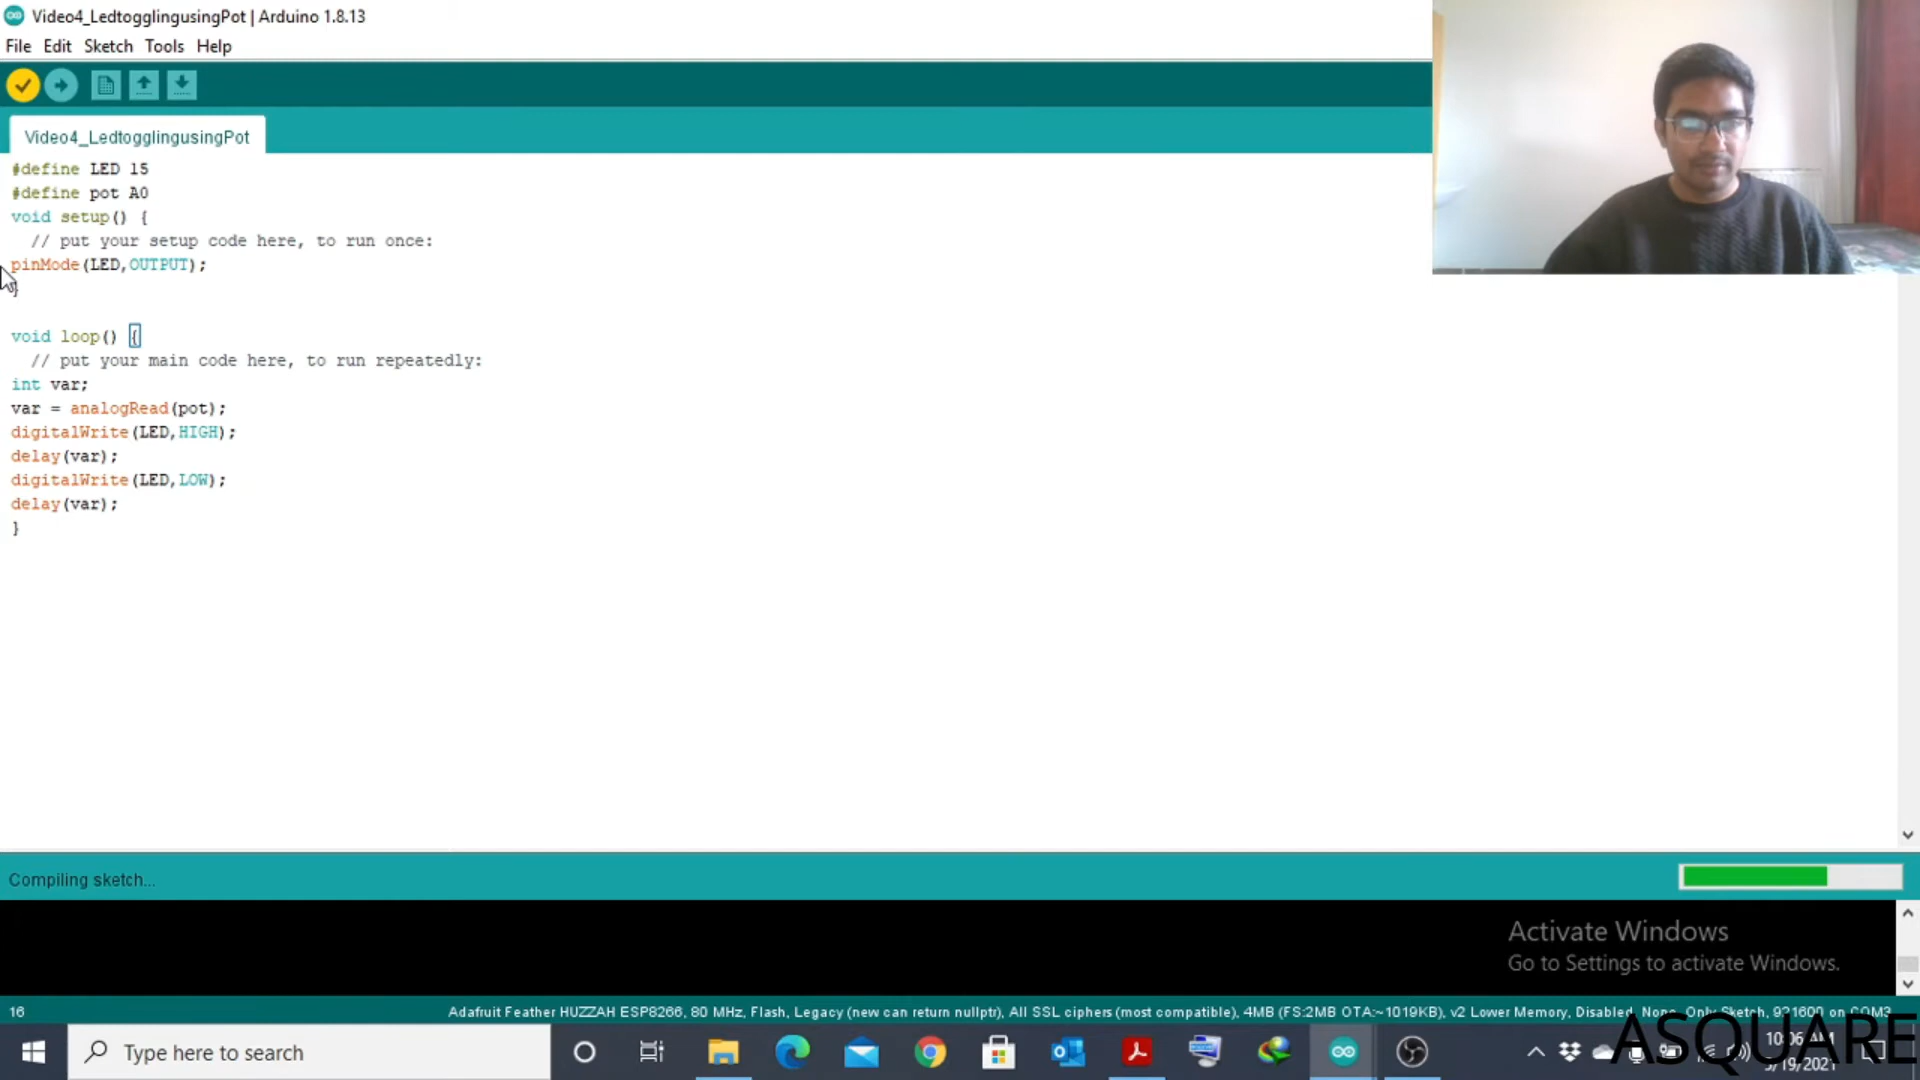 Video4_LedtogglingusingPot | Arduino 1.8.13
File Edit Sketch Tools Help
Video4_LedtogglingusingPot
#define LED 15
#define pot A0
void setup() {
// put your setup code here, to run once:
pinMode(LED,OUTPUT);
}
void loop() {
// put your main code here, to run repeatedly:
int var;
var = analogRead(pot);
digitalWrite(LED,HIGH);
delay(var);
digitalWrite(LED,LOW);
delay(var);
}
Compiling sketch...
Activate Windows
Go to Settings to activate Windows.
16
Adafruit Feather HUZZAH ESP8266, 80 MHz, Flash, Legacy (new can return nullptr), All SSL ciphers (most compatible), 4MB (FS:2MB OTA:~1019KB), v2 Lower Memory, Disabled, None, Only Sketch, 921600 on COM3
Type here to search
10:06 AM
ASQUARE